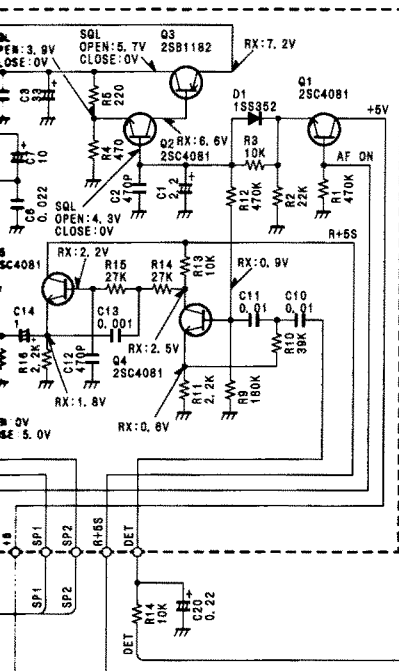 SQL
OPEN:5.7V
CLOSE:0V
Q3
2SB1182
RX:7.2V
PEN:3.9V
LOSE:0V
C3
33
R5
220
D1
1SS352
Q1
2SC4081
+5V
RX:6.6V
Q2
2SC4081
R4
470
R3
10K
AF ON
C7
10
C2
470P
C1
2.2
R12
470K
R2
22K
R1
470K
C6
0.022
SQL
OPEN:4.3V
CLOSE:0V
R+5S
RX:2.2V
SC4081
R15
27K
R14
27K
R13
10K
RX:0.9V
C14
1
C13
0.001
C11
0.01
C10
0.01
R16
2.2K
C12
470P
Q4
2SC4081
RX:2.5V
R10
39K
RX:1.8V
R11
2.2K
R9
180K
RX:0.6V
:0V
SE:5.0V
+B
SP1
SP2
R+5S
DET
SP1
SP2
R14
10K
C20
0.22
DET